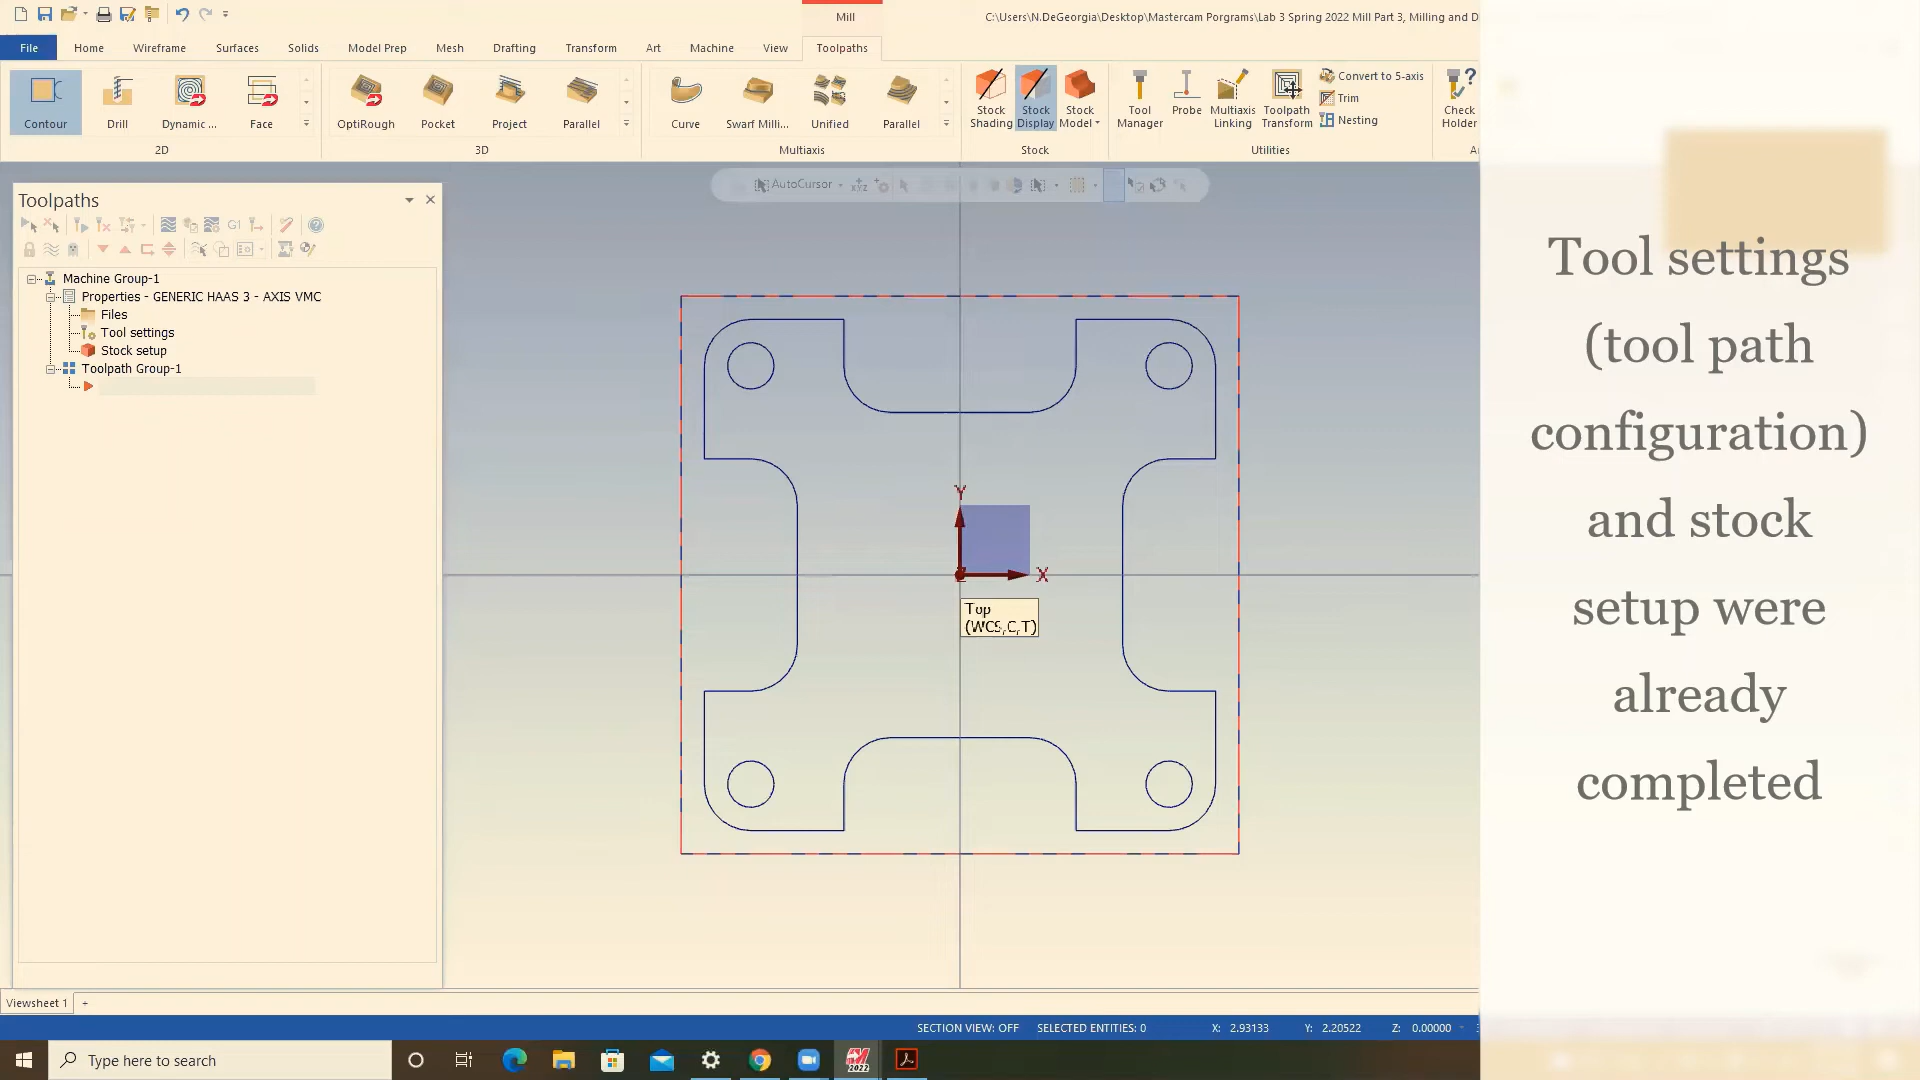 Mill
C:\Users\N.DeGeorgia\Desktop\Mastercam Porgrams\Lab 3 Spring 2022 Mill Part 3, Milling and D
File
Home
Wireframe
Surfaces
Solids
Model Prep
Mesh
Drafting
Transform
Art
Machine
View
Toolpaths
Contour
Drill
Dynamic ...
Face
OptiRough
Pocket
Project
Parallel
Curve
Swarf Milli...
Unified
Parallel
Stock
Shading
Stock
Display
Stock
Model
Tool
Manager
Probe
Multiaxis
Linking
Toolpath
Transform
Convert to 5-axis
Trim
Nesting
Check
Holder
2D
3D
Multiaxis
Stock
Utilities
AutoCursor
XYZ
Toolpaths
G1
Machine Group-1
Properties - GENERIC HAAS 3 - AXIS VMC
Files
Tool settings
Stock setup
Toolpath Group-1
Y
X
Top
(WCS,C,T)
Tool settings
(tool path
configuration)
and stock
setup were
already
completed
Viewsheet 1
+
SECTION VIEW: OFF
SELECTED ENTITIES: 0
X: 2.93133
Y: 2.20522
Z: 0.00000
Type here to search
2022